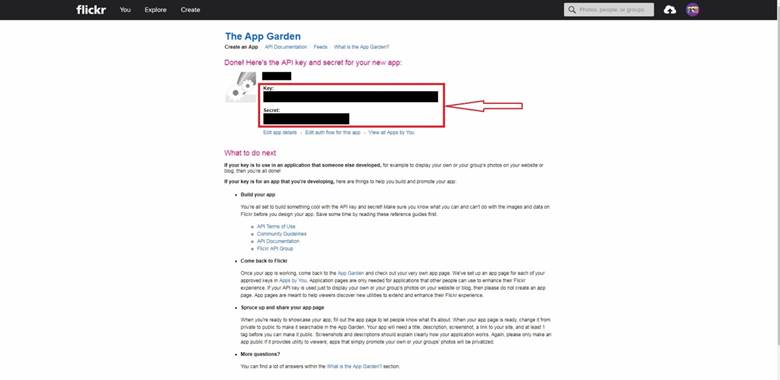 flickr You Explore Create Photos, people, or groups...
The App Garden
Create an App API Documentation Feeds What is the App Garden?
Done! Here's the API key and secret for your new app:
Key:
Secret:
Edit app details - Edit auth flow for this app - View all Apps by You
What to do next
If your key is to use in an application that someone else developed, for example to display your own or your group's photos on your website or
blog, then you're all done!
If your key is for an app that you're developing, here are things to help you build and promote your app:
Build your app
You're all set to build something cool with the API key and secret! Make sure you know what you can and can't do with the images and data on
Flickr before you design your app. Save some time by reading these reference guides first:
API Terms of Use
Community Guidelines
API Documentation
Flickr API Group
Come back to Flickr
Once your app is working, come back to the App Garden and check out your very own app page. We've set up an app page for each of your
approved keys in Apps by You. Application pages are only needed for applications that other people can use to enhance their Flickr
experience. If your API key is used just to display your own or your group's photos on your website or blog, then please do not create an app
page. App pages are meant to help viewers discover new utilities to extend and enhance their Flickr experience.
Spruce up and share your app page
When you're ready to showcase your app, fill out the app page to let people know what it's about. When your app page is ready, change it from
private to public to make it searchable in the App Garden. Your app will need a title, description, screenshot, a link to your site, and at least 1
tag before you can make it public. Screenshots and descriptions should explain clearly how your application works. Again, please only make an
app public if it provides utility to viewers, apps that simply promote your own or your groups' photos will be privatized.
More questions?
You can find a lot of answers within the What is the App Garden? section.